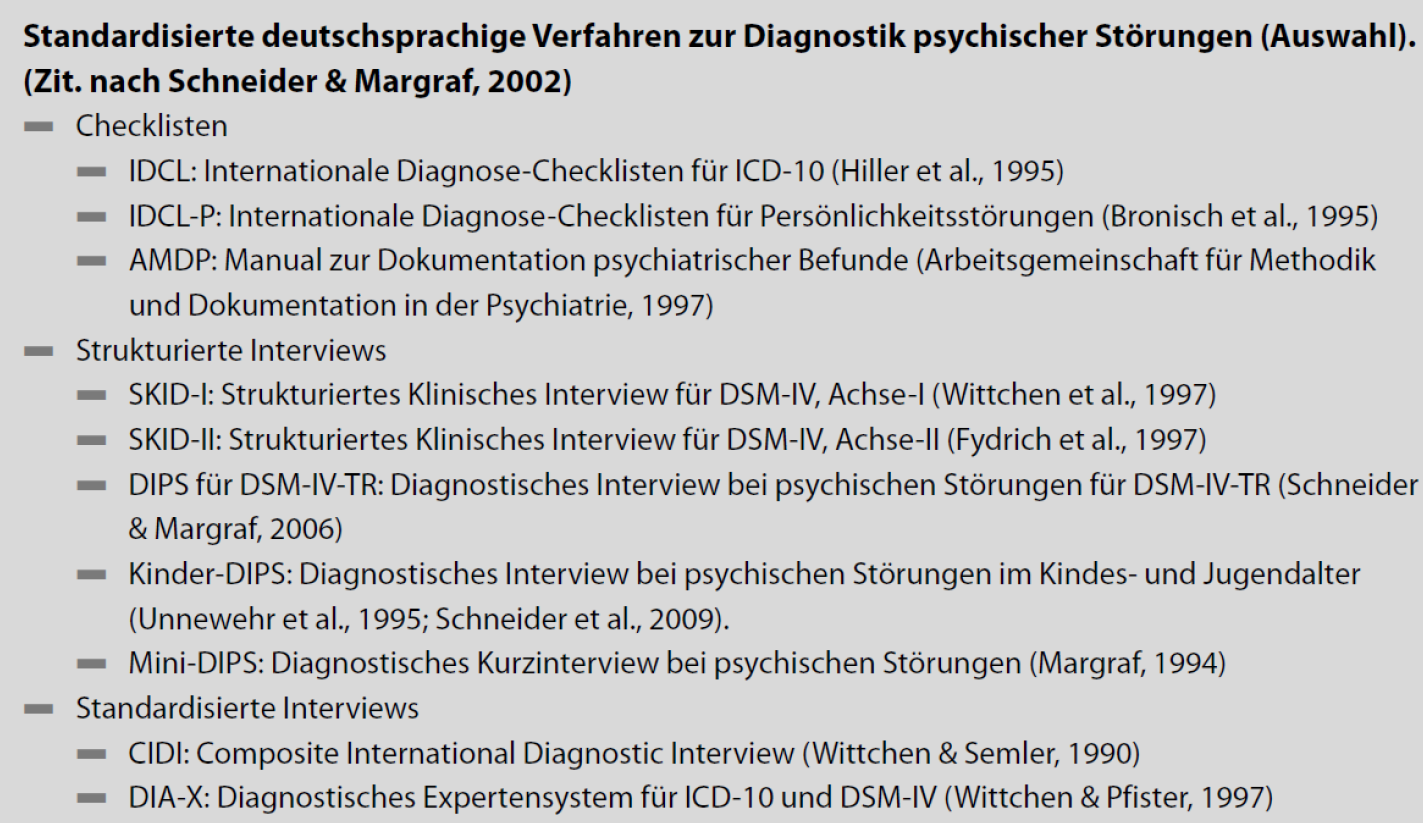 Standardisierte deutschsprachige Verfahren zur Diagnostik psychischer Störungen (Auswahl).
(Zit. nach Schneider & Margraf, 2002)
Checklisten
IDCL: Internationale Diagnose-Checklisten für ICD-10 (Hiller et al., 1995)
IDCL-P: Internationale Diagnose-Checklisten für Persönlichkeitsstörungen (Bronisch et al., 1995)
AMDP: Manual zur Dokumentation psychiatrischer Befunde (Arbeitsgemeinschaft für Methodik
und Dokumentation in der Psychiatrie, 1997)
Strukturierte Interviews
SKID-I: Strukturiertes Klinisches Interview für DSM-IV, Achse-I (Wittchen et al., 1997)
SKID-II: Strukturiertes Klinisches Interview für DSM-IV, Achse-II (Fydrich et al., 1997)
DIPS für DSM-IV-TR: Diagnostisches Interview bei psychischen Störungen für DSM-IV-TR (Schneider
& Margraf, 2006)
Kinder-DIPS: Diagnostisches Interview bei psychischen Störungen im Kindes- und Jugendalter
(Unnewehr et al., 1995; Schneider et al., 2009).
Mini-DIPS: Diagnostisches Kurzinterview bei psychischen Störungen (Margraf, 1994)
Standardisierte Interviews
CIDI: Composite International Diagnostic Interview (Wittchen & Semler, 1990)
DIA-X: Diagnostisches Expertensystem für ICD-10 und DSM-IV (Wittchen & Pfister, 1997)